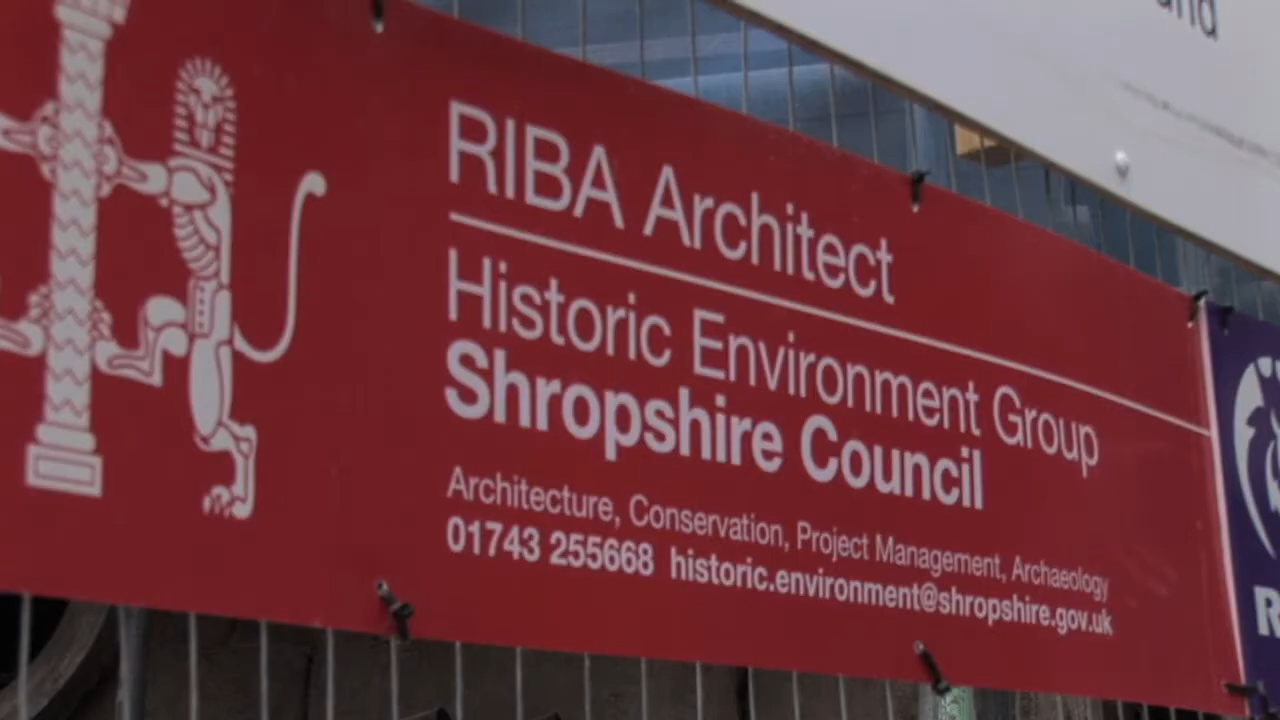 RIBA Architect
Historic Environment Group
Shropshire Council
Architecture, Conservation, Project Management, Archaeology
01743 255668 historic.environment@shropshire.gov.uk